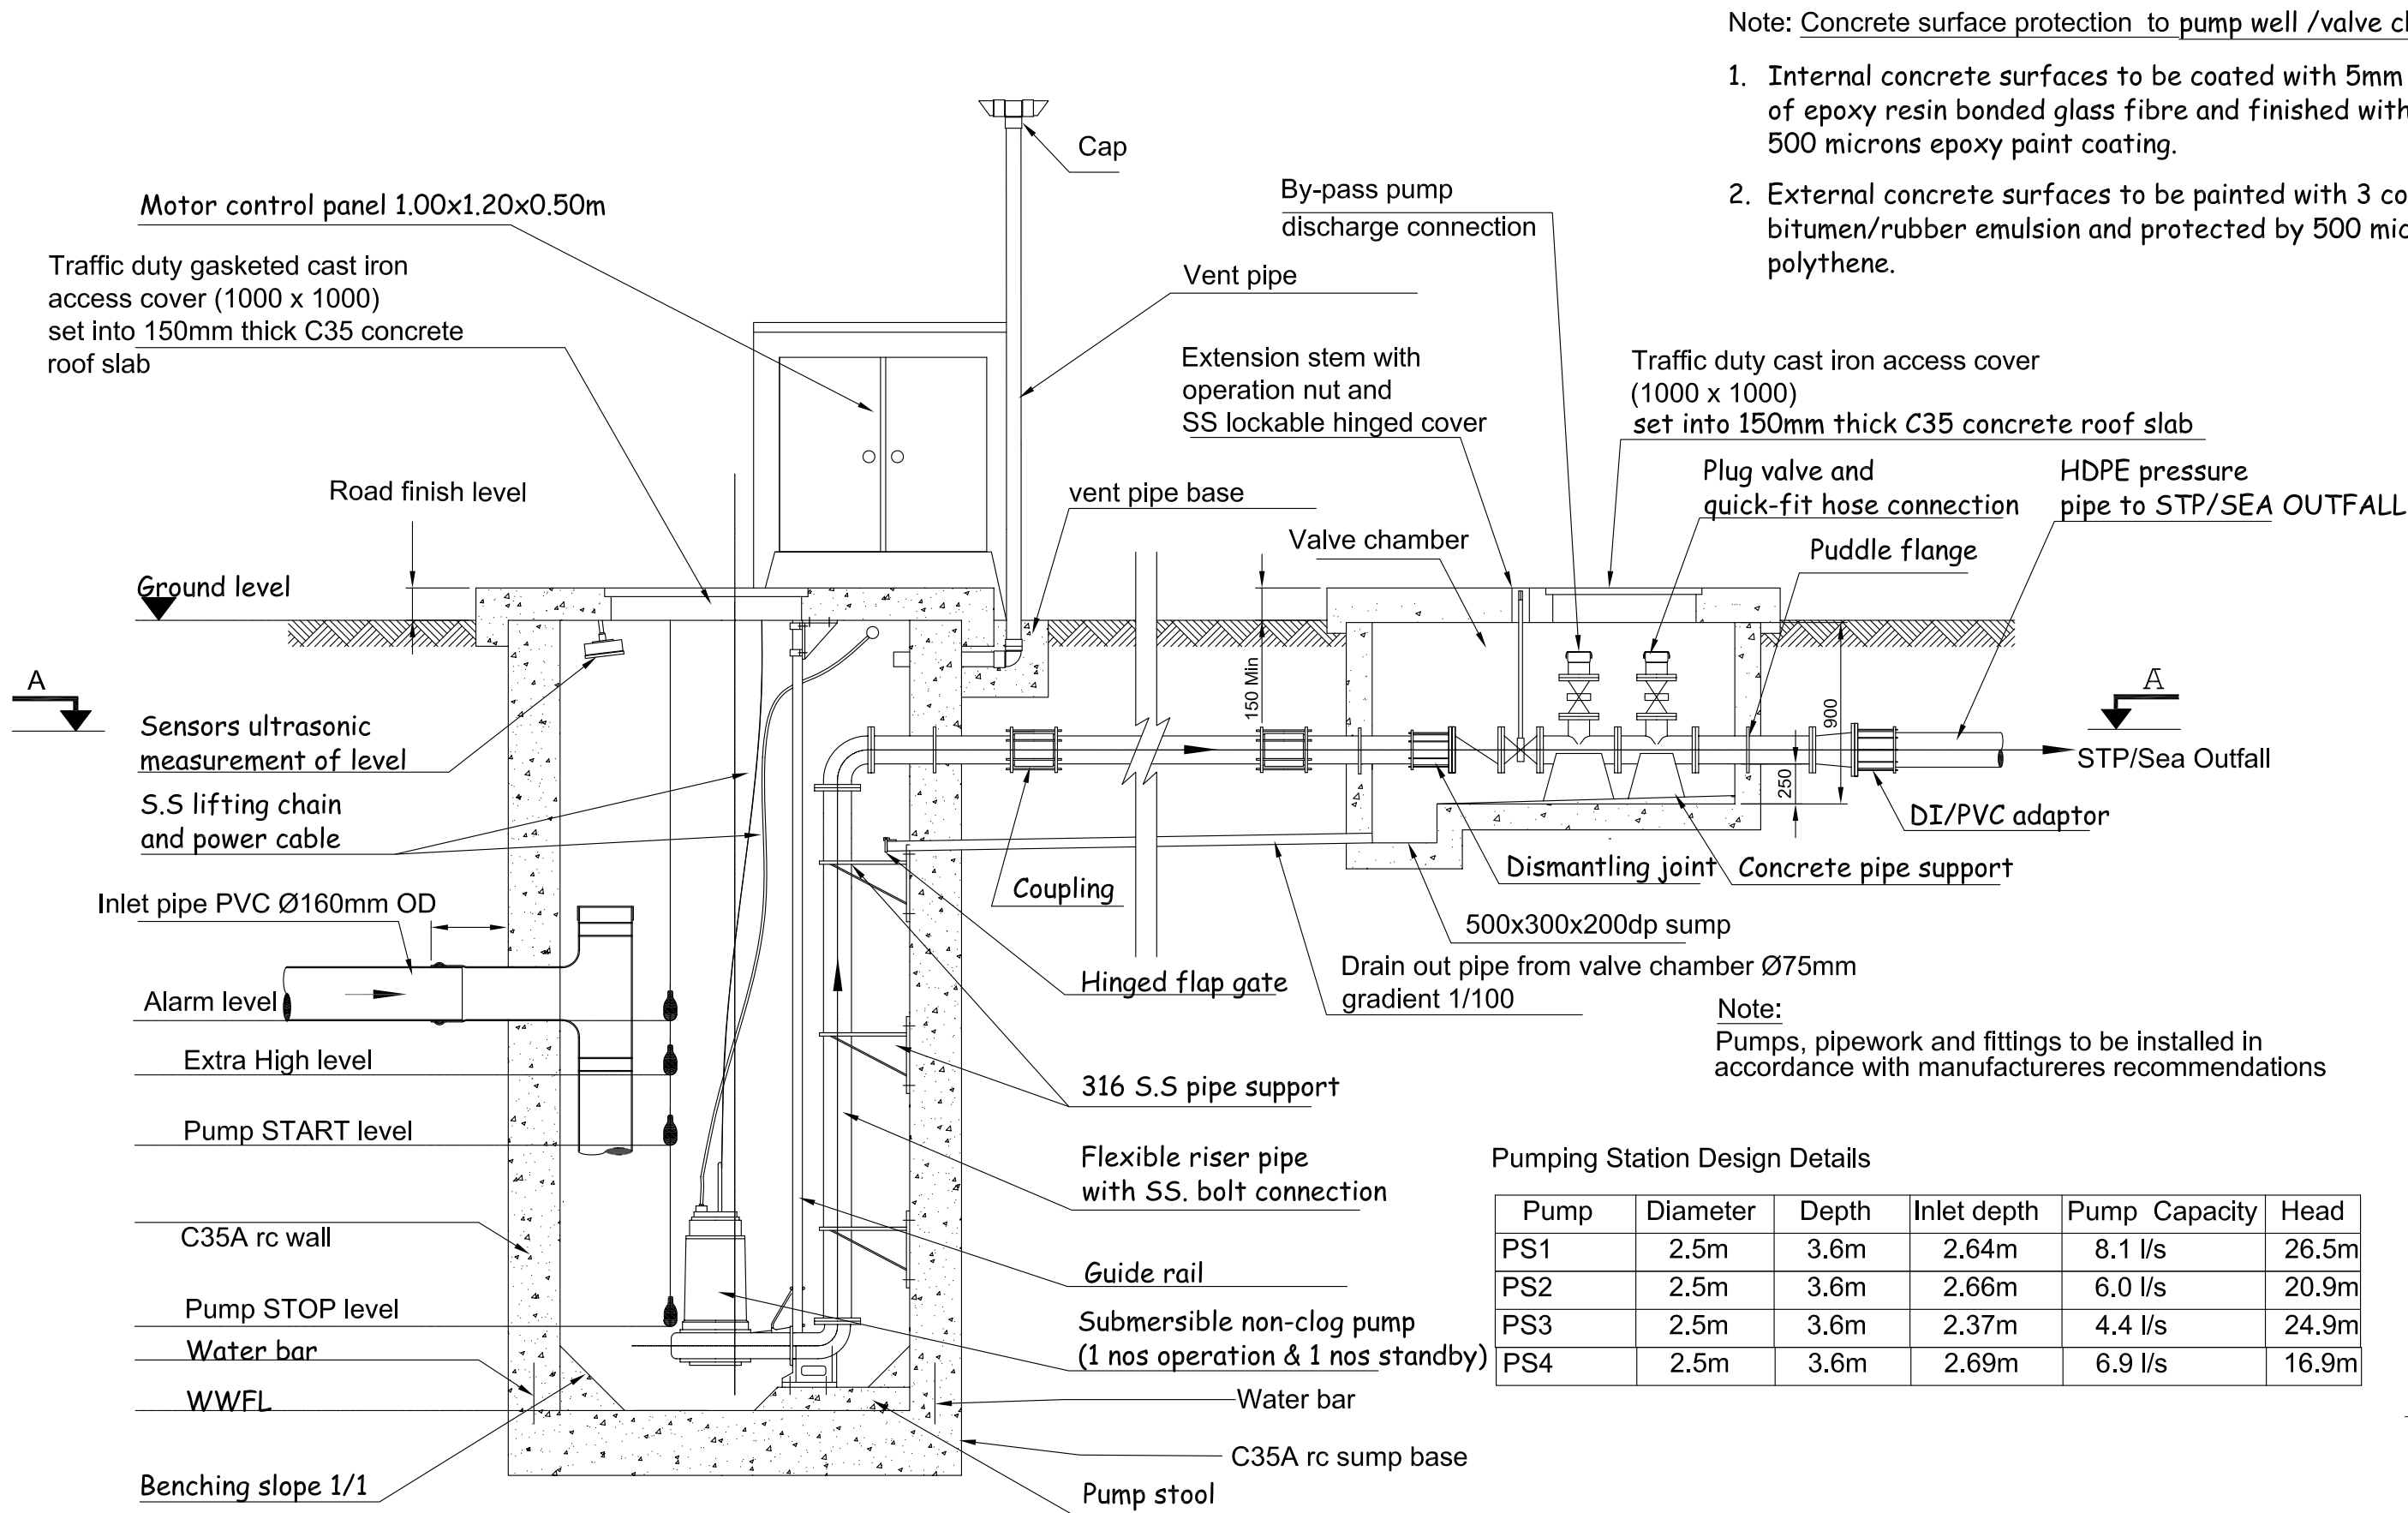 Note: Concrete surface protection to pump well /valve
1. Internal concrete surfaces to be coated with 5mm
of epoxy resin bonded glass fibre and finished with
500 microns epoxy paint coating.
2. External concrete surfaces to be painted with 3
bitumen/rubber emulsion and protected by 500
polythene.
Cap
Motor control panel 1.00x1.20x0.50m
By-pass pump
discharge connection
Traffic duty gasketed cast iron
access cover (1000 x 1000)
set into 150mm thick C35 concrete
roof slab
Vent pipe
Extension stem with
operation nut and
SS lockable hinged cover
Traffic duty cast iron access cover
(1000 x 1000)
set into 150mm thick C35 concrete roof slab
Road finish level
vent pipe base
Plug valve and
quick-fit hose connection
HDPE pressure
pipe to STP/SEA OUTFALL
Valve chamber
Puddle flange
Ground level
A
150 Min
900
250
A
STP/Sea Outfall
Sensors ultrasonic
measurement of level
S.S lifting chain
and power cable
DI/PVC adaptor
Dismantling joint
Concrete pipe support
Coupling
Inlet pipe PVC Ø160mm OD
500x300x200dp sump
Hinged flap gate
Drain out pipe from valve chamber Ø75mm
gradient 1/100
Alarm level
Note:
Pumps, pipework and fittings to be installed in
accordance with manufactureres recommendations
Extra High level
316 S.S pipe support
Pump START level
Flexible riser pipe
with SS. bolt connection
Pumping Station Design Details
Pump Diameter Depth Inlet depth Pump Capacity Head
PS1 2.5m 3.6m 2.64m 8.1 l/s 26.5m
PS2 2.5m 3.6m 2.66m 6.0 l/s 20.9m
PS3 2.5m 3.6m 2.37m 4.4 l/s 24.9m
PS4 2.5m 3.6m 2.69m 6.9 l/s 16.9m
C35A rc wall
Guide rail
Pump STOP level
Submersible non-clog pump
(1 nos operation & 1 nos standby)
Water bar
WWFL
Water bar
C35A rc sump base
Benching slope 1/1
Pump stool